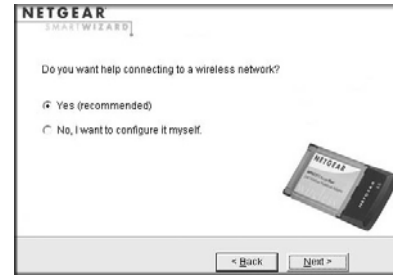 NETGEAR
SMARTWIZARD
Do you want help connecting to a wireless network?
Yes (recommended)
No, I want to configure it myself.
NETGEAR
< Back
Next >